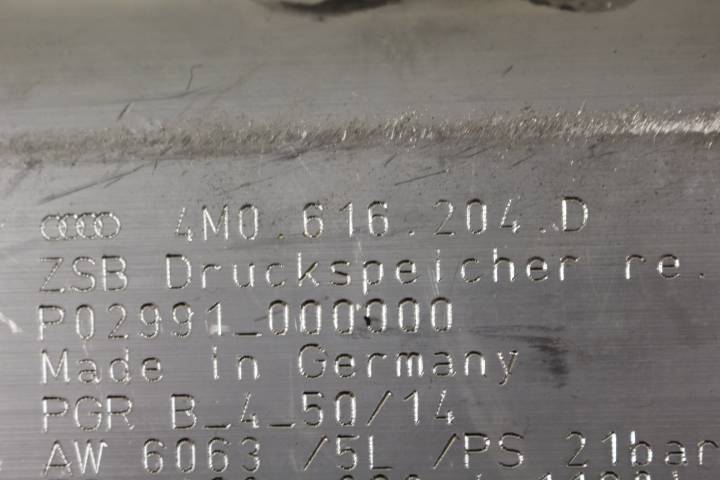 4M0.616.204.D
ZSB Druckspeicher re.
P02991_000000
Made in Germany
PGR B_4_50/14
AW 6063 /5L /PS 21bar